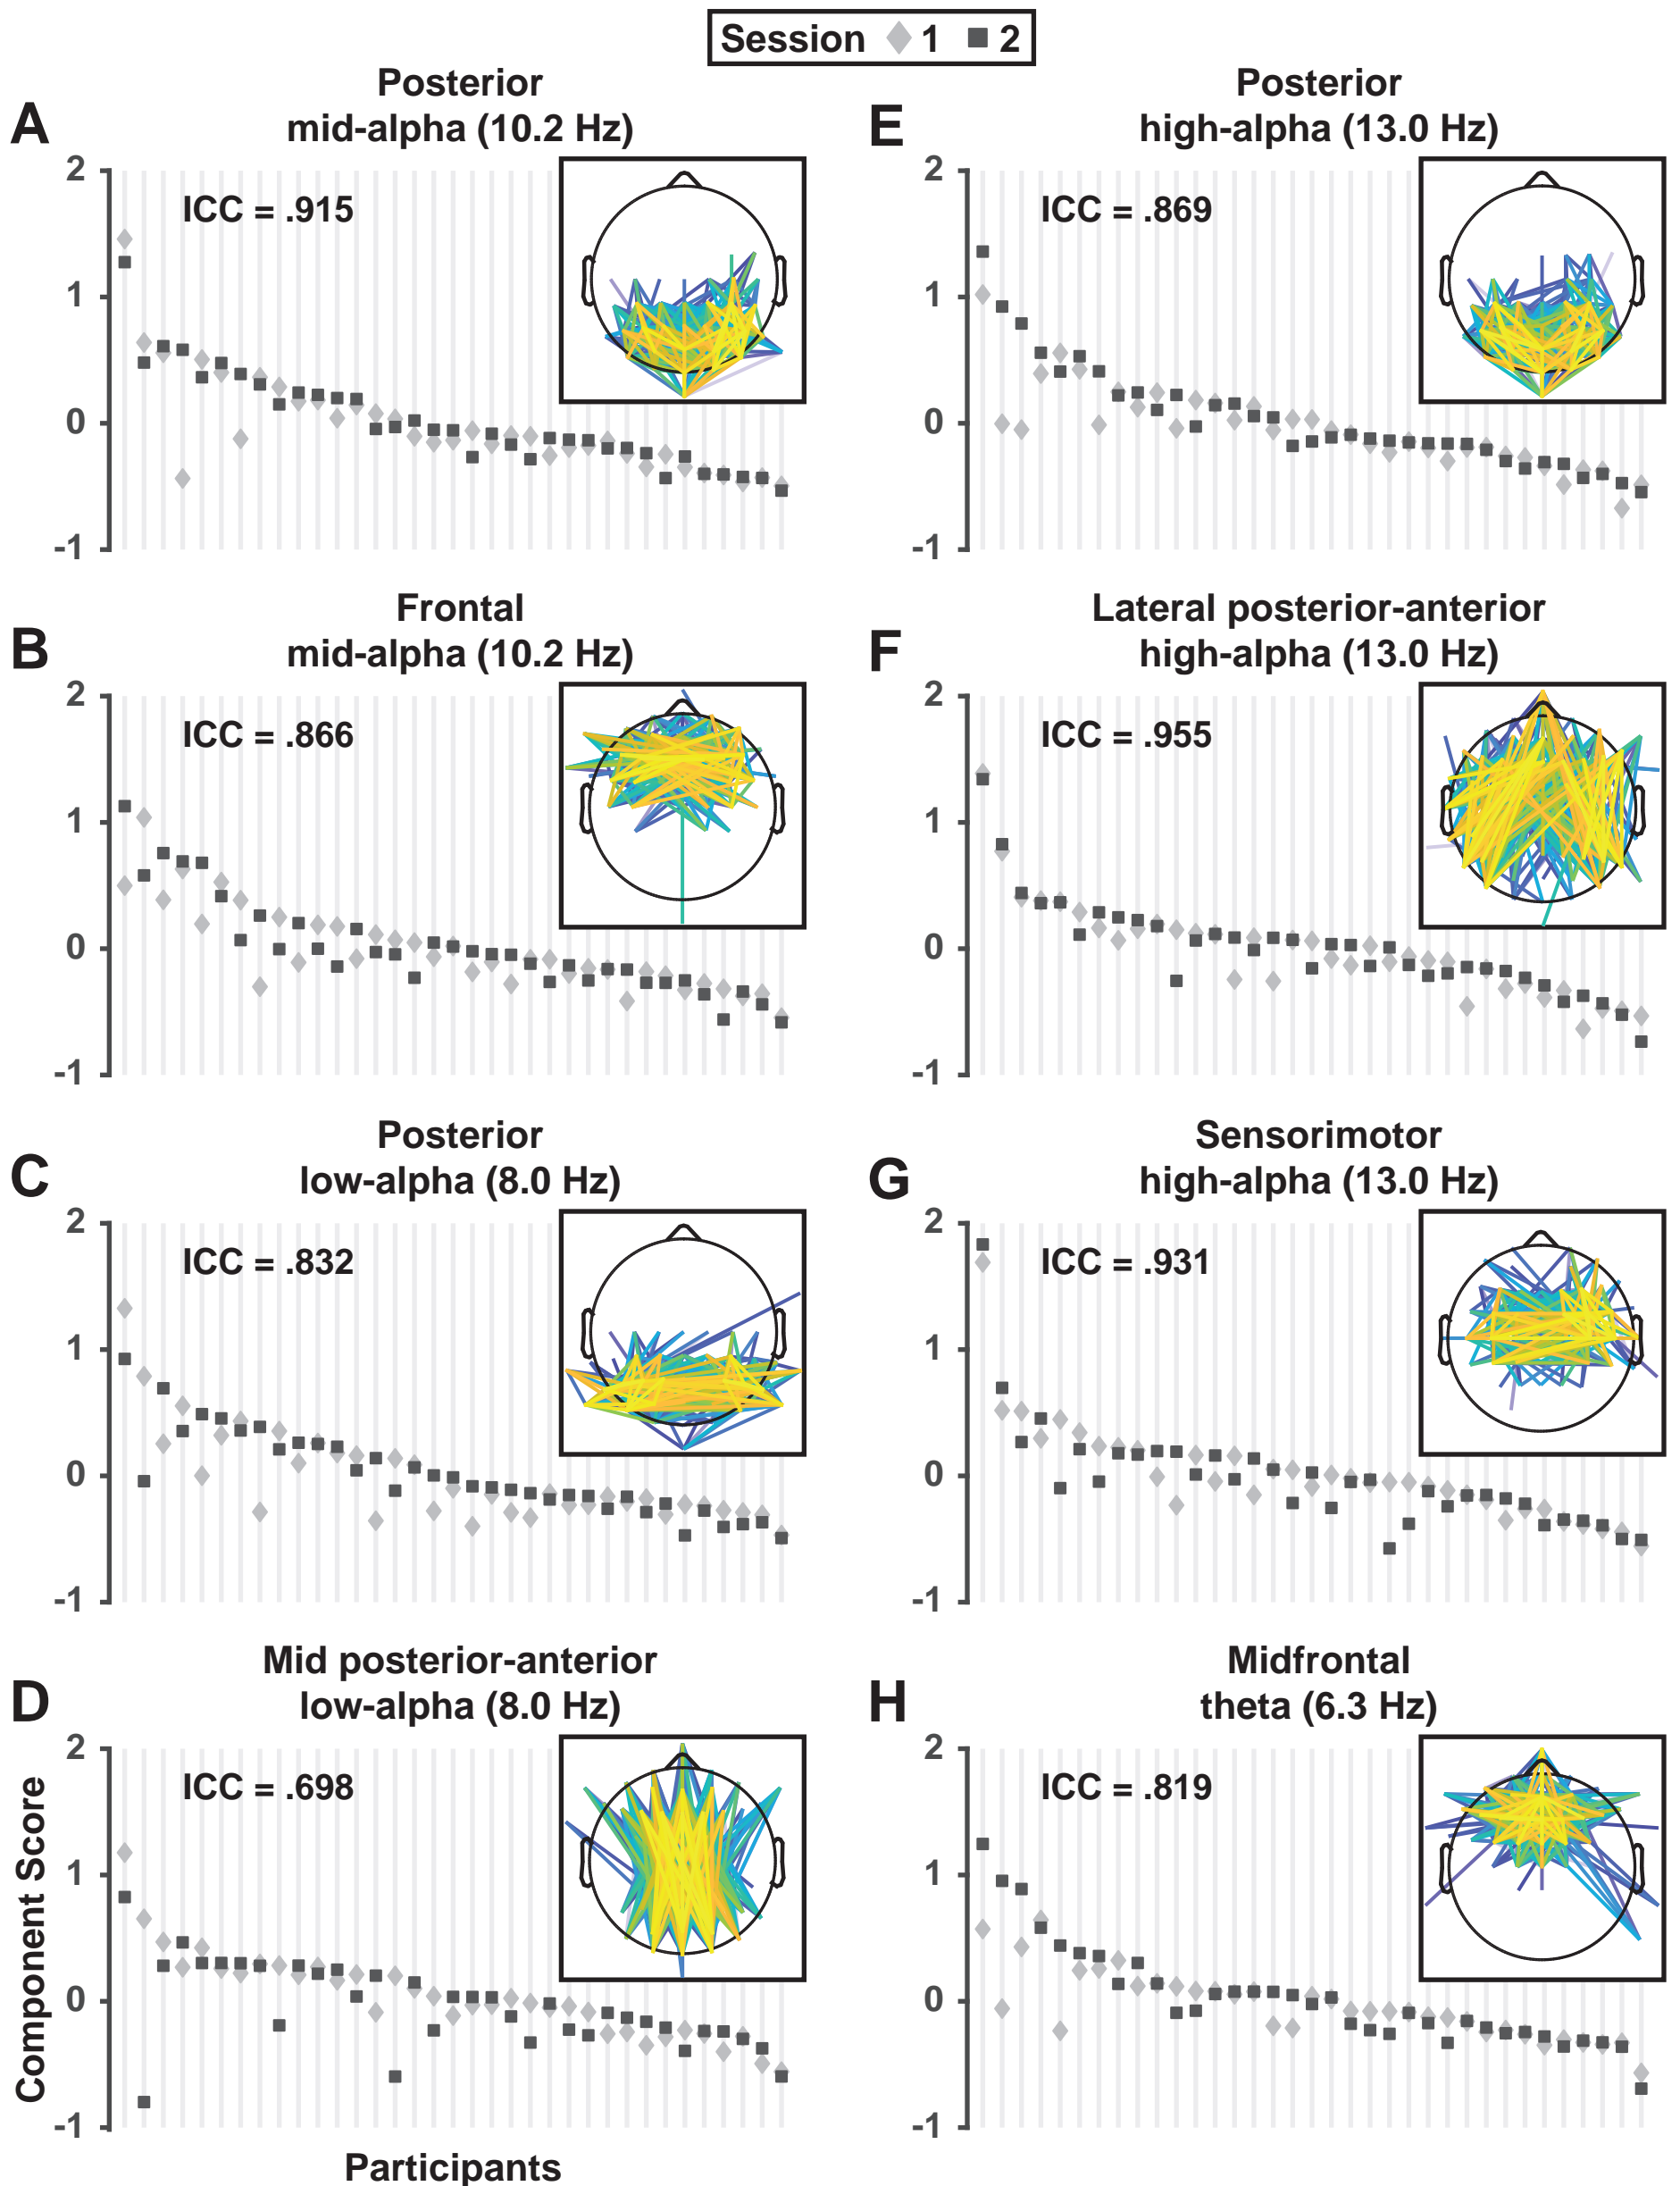 Session 1 2
A
Posterior
mid-alpha (10.2 Hz)
2
1
0
-1
ICC = .915
E
Posterior
high-alpha (13.0 Hz)
2
1
0
-1
ICC = .869
B
Frontal
mid-alpha (10.2 Hz)
2
1
0
-1
ICC = .866
F
Lateral posterior-anterior
high-alpha (13.0 Hz)
2
1
0
-1
ICC = .955
C
Posterior
low-alpha (8.0 Hz)
2
1
0
-1
ICC = .832
G
Sensorimotor
high-alpha (13.0 Hz)
2
1
0
-1
ICC = .931
D
Mid posterior-anterior
low-alpha (8.0 Hz)
2
1
0
-1
ICC = .698
Component Score
Participants
H
Midfrontal
theta (6.3 Hz)
2
1
0
-1
ICC = .819